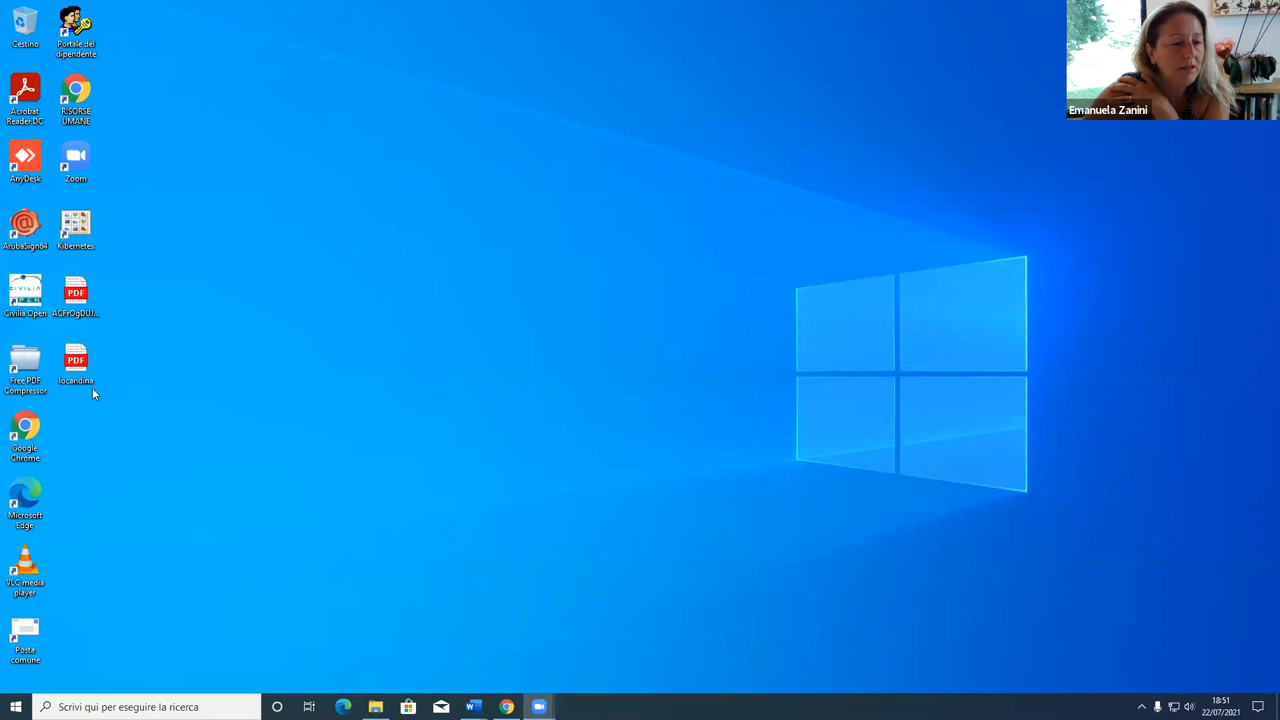 Cestino
Portale del
dipendente
Acrobat
Reader DC
RISORSE
UMANE
AnyDesk
Zoom
ArubaSign64
Kibernetes
Civilia Open
PDF
ACFrOgDUJ...
Free PDF
Compressor
PDF
locandina
Google
Chrome
Microsoft
Edge
VLC media
player
Posta
comune
Emanuela Zanini
Scrivi qui per eseguire la ricerca
18:51
22/07/2021